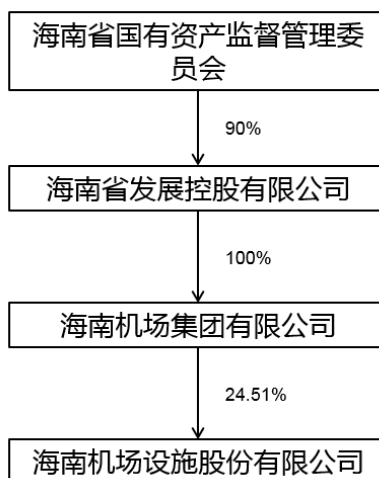 海南省国有资产监督管理委
员会
90%
海南省发展控股有限公司
100%
海南机场集团有限公司
24.51%
海南机场设施股份有限公司